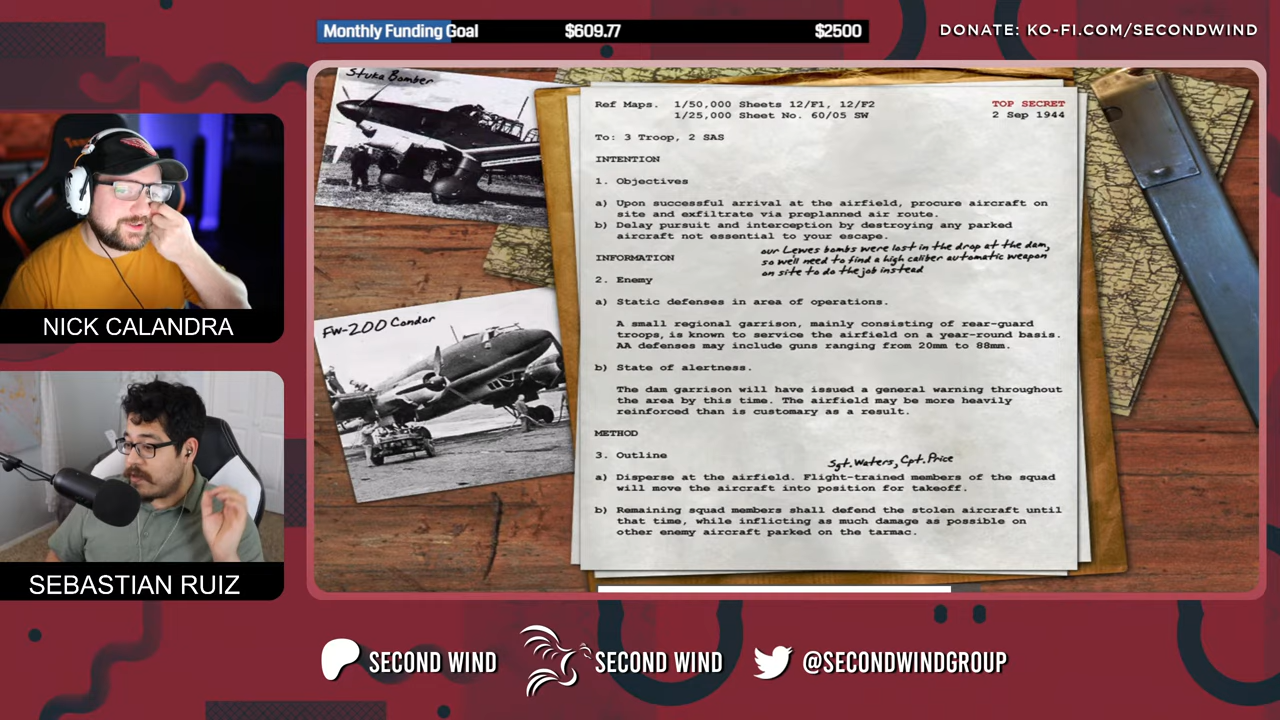 Monthly Funding Goal $609.77 $2500
DONATE: KO-FI.COM/SECONDWIND
Stuka Bomber
Ref Maps. 1/50,000 Sheets 12/F1, 12/F2
1/25,000 Sheet No. 60/05 SW
TOP SECRET
2 Sep 1944
To: 3 Troop, 2 SAS
INTENTION
1. Objectives
a) Upon successful arrival at the airfield, procure aircraft on
site and exfiltrate via preplanned air route.
b) Delay pursuit and interception by destroying any parked
aircraft not essential to your escape.
our Lewes bombs were lost in the drop at the dam,
so we'll need to find a high caliber automatic weapon
on site to do the job instead
INFORMATION
2. Enemy
a) Static defenses in area of operations.
A small regional garrison, mainly consisting of rear-guard
troops, is known to service the airfield on a year-round basis.
AA defenses may include guns ranging from 20mm to 88mm.
b) State of alertness.
The dam garrison will have issued a general warning throughout
the area by this time. The airfield may be more heavily
reinforced than is customary as a result.
METHOD
3. Outline
Sgt. Waters, Cpt. Price
a) Disperse at the airfield. Flight-trained members of the squad
will move the aircraft into position for takeoff.
b) Remaining squad members shall defend the stolen aircraft until
that time, while inflicting as much damage as possible on
other enemy aircraft parked on the tarmac.
FW-200 Condor
NICK CALANDRA
SEBASTIAN RUIZ
SECOND WIND
SECOND WIND
@SECONDWINDGROUP